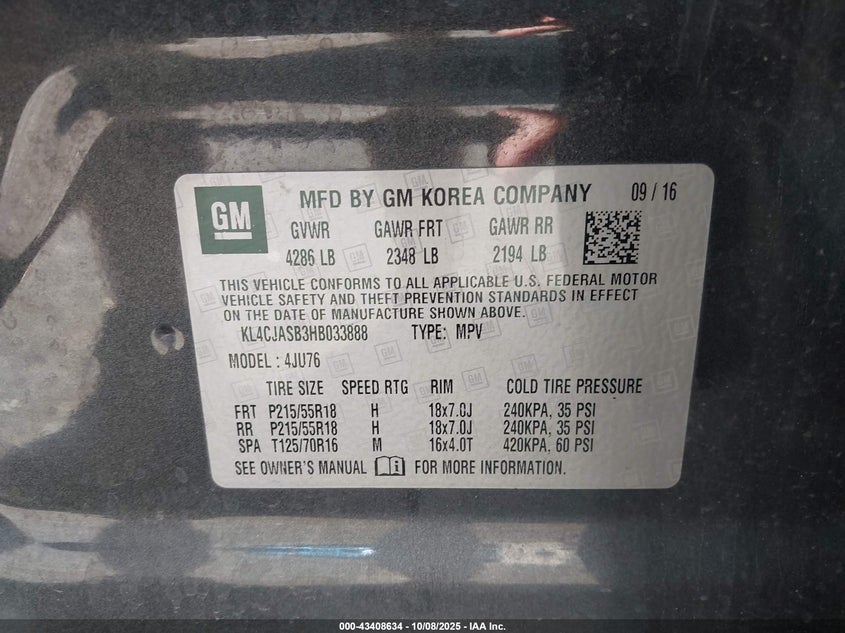 GM MFD BY GM KOREA COMPANY 09 / 16
GVWR GAWR FRT GAWR RR
4286 LB 2348 LB 2194 LB
THIS VEHICLE CONFORMS TO ALL APPLICABLE U.S. FEDERAL MOTOR
VEHICLE SAFETY AND THEFT PREVENTION STANDARDS IN EFFECT
ON THE DATE OF MANUFACTURE SHOWN ABOVE.
KL4CJASB3HB033888 TYPE: MPV
MODEL : 4JU76
TIRE SIZE SPEED RTG RIM COLD TIRE PRESSURE
FRT P215/55R18 H 18x7.0J 240KPA, 35 PSI
RR P215/55R18 H 18x7.0J 240KPA, 35 PSI
SPA T125/70R16 M 16x4.0T 420KPA, 60 PSI
SEE OWNER'S MANUAL FOR MORE INFORMATION.
000-43408634 | 10/08/2025 - IAA Inc.